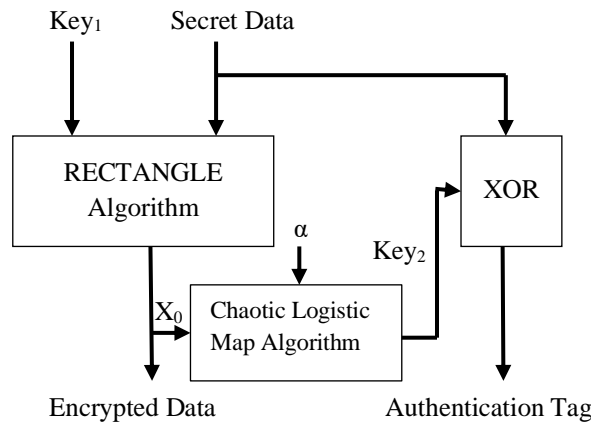 Key₁ Secret Data
RECTANGLE
Algorithm
XOR
α
Key₂
X₀
Chaotic Logistic
Map Algorithm
Encrypted Data
Authentication Tag